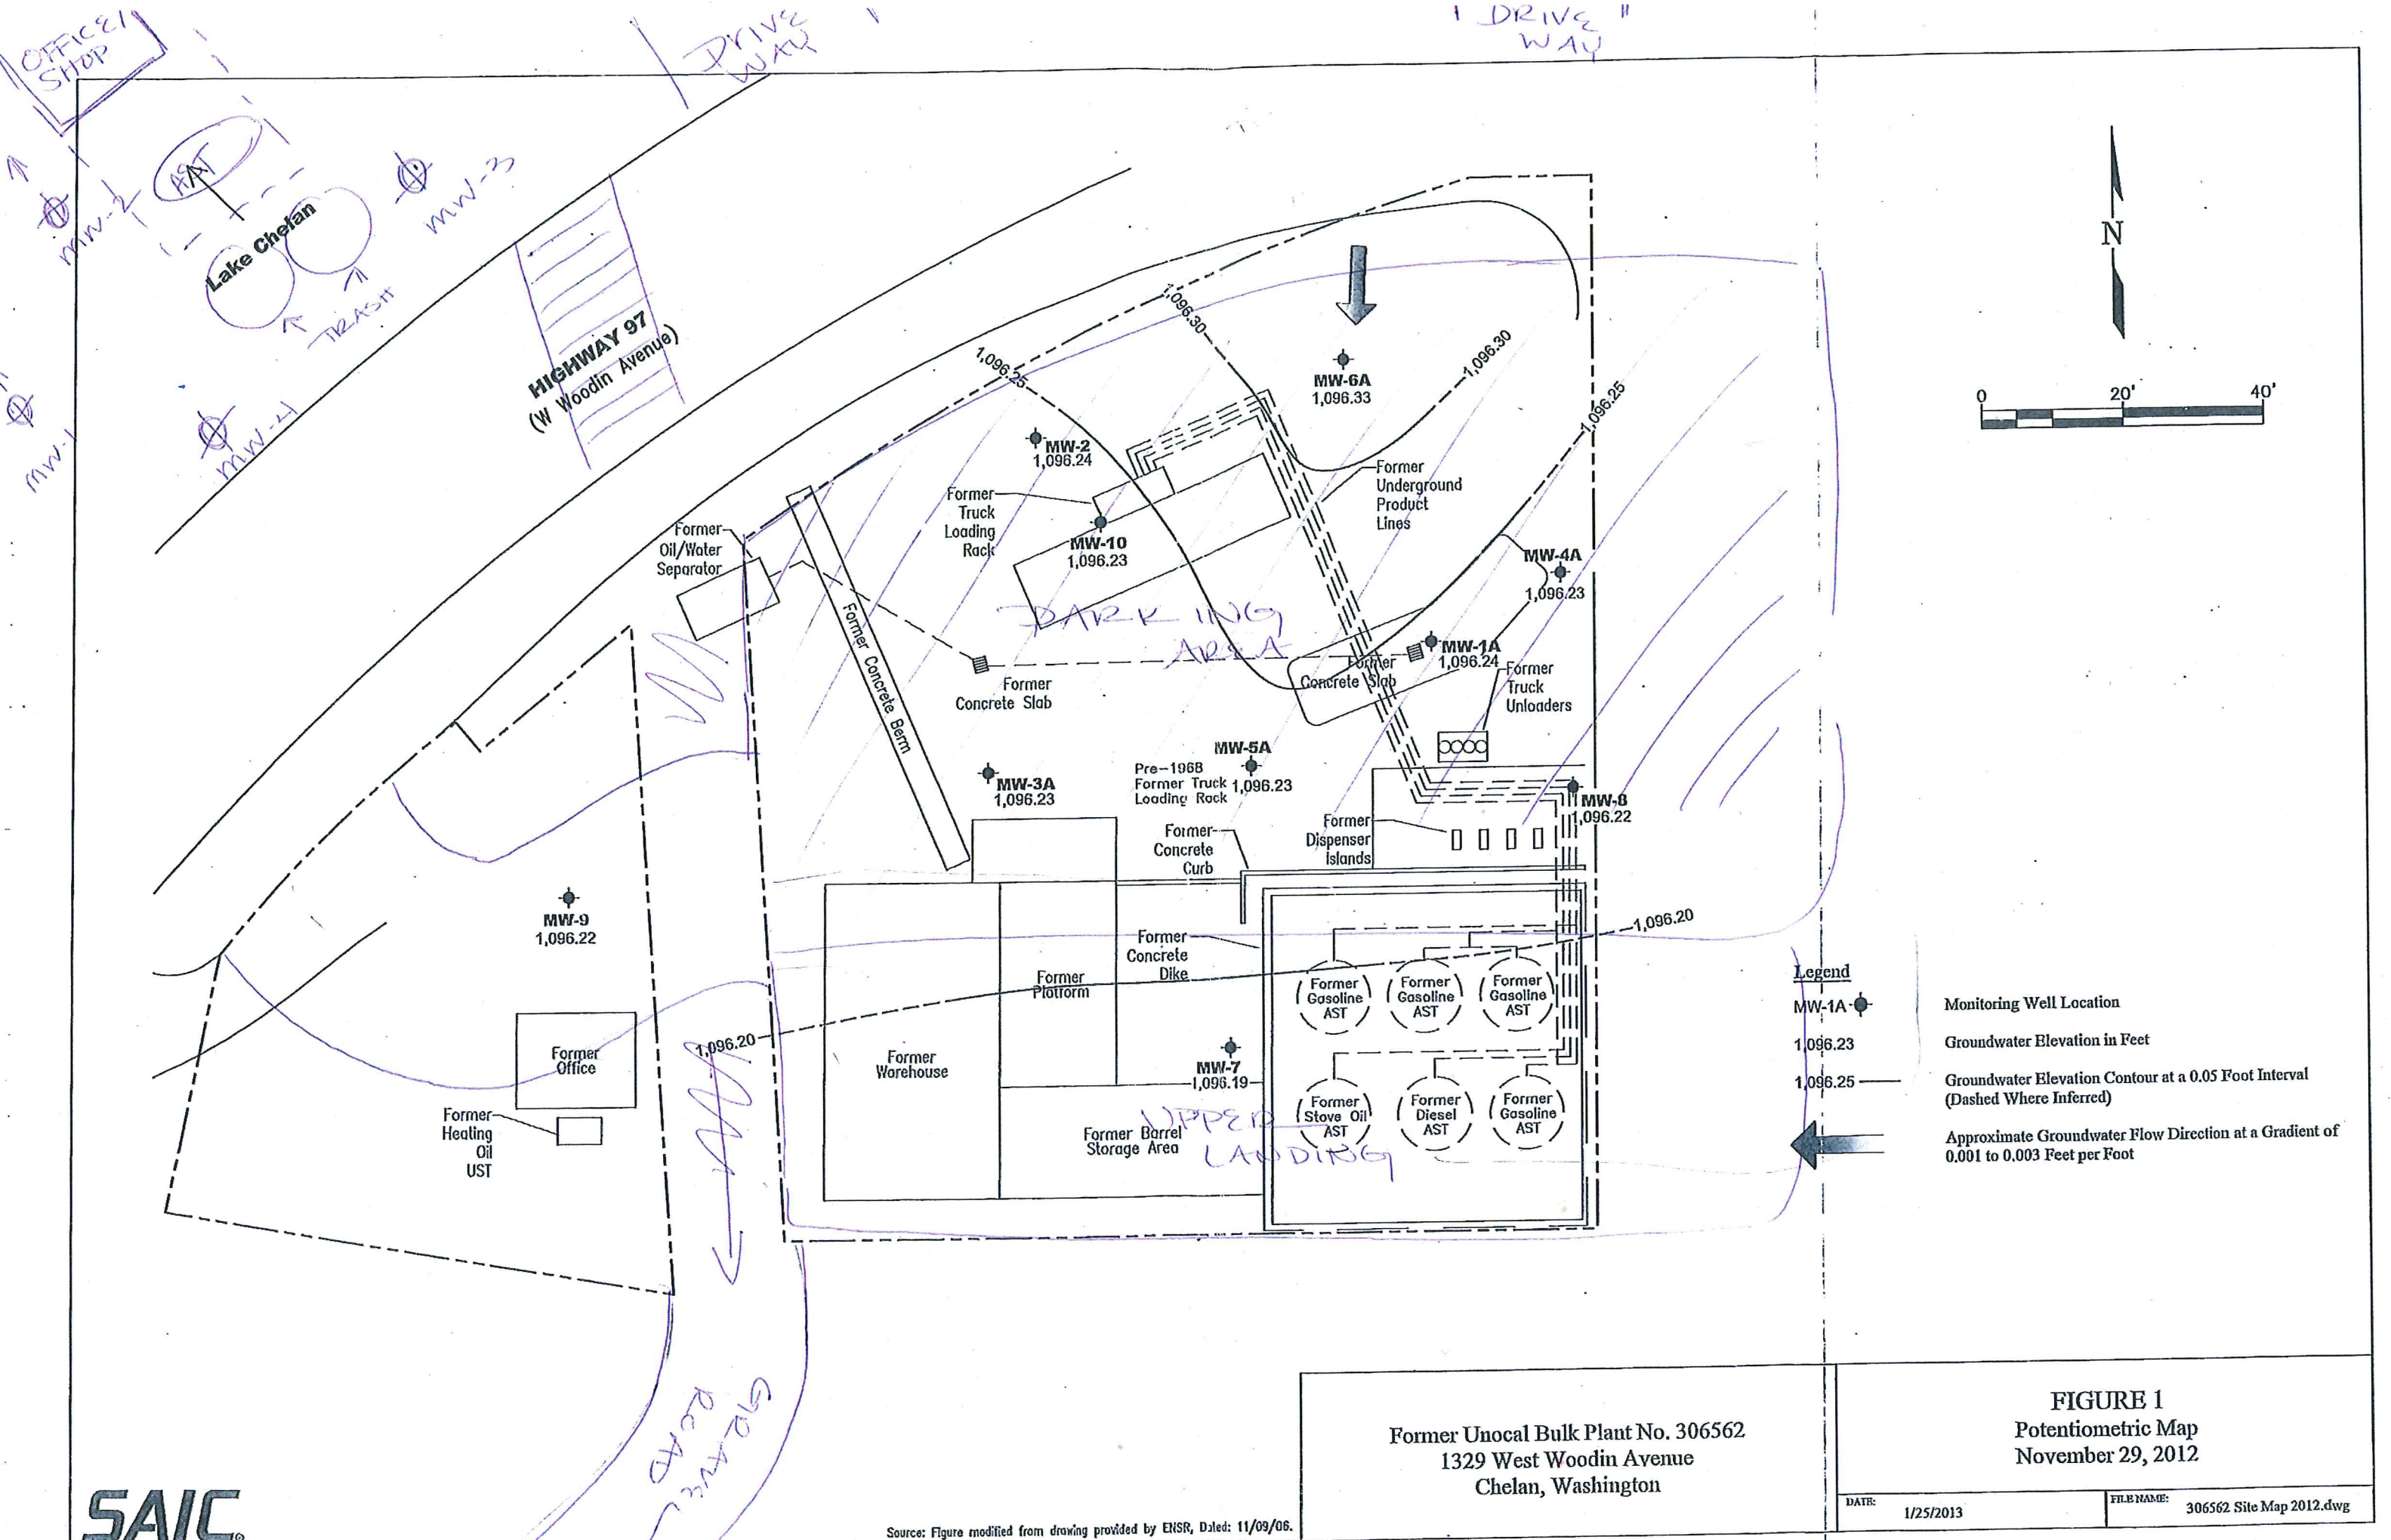 OFFICE/
SHOP
DRIVE
WAY
DRIVE
WAY
AST
MW-2
MW-3
Lake Chelan
TRASH
MW-1
MW-4
HIGHWAY 97
(W Woodin Avenue)
N
0 20' 40'
1,096.30
1,096.25
1,096.30
1,096.25
MW-6A
1,096.33
MW-2
1,096.24
Former
Truck
Loading
Rack
MW-10
1,096.23
Former
Underground
Product
Lines
Former
Oil/Water
Separator
MW-4A
1,096.23
Former Concrete Berm
PARKING
AREA
MW-1A
1,096.24
Former
Concrete Slab
Former
Concrete Slab
Former
Truck
Unloaders
MW-3A
1,096.23
MW-5A
1,096.23
Pre-1968
Former Truck
Loading Rack
MW-8
1,096.22
Former
Concrete
Curb
Former
Dispenser
Islands
MW-9
1,096.22
1,096.20
Former
Concrete
Dike
Former
Platform
Former
Gasoline
AST
Former
Gasoline
AST
Former
Gasoline
AST
1,096.20
Former
Office
Former
Warehouse
MW-7
1,096.19
Former
Stove Oil
AST
Former
Diesel
AST
Former
Gasoline
AST
Former
Heating
Oil
UST
Former Barrel
Storage Area
UPPER
LANDING
GRAVEL
ROAD
Legend
MW-1A Monitoring Well Location
1,096.23 Groundwater Elevation in Feet
1,096.25 Groundwater Elevation Contour at a 0.05 Foot Interval
(Dashed Where Inferred)
Approximate Groundwater Flow Direction at a Gradient of
0.001 to 0.003 Feet per Foot
SAIC®
Source: Figure modified from drawing provided by ENSR, Dated: 11/09/06.
Former Unocal Bulk Plant No. 306562
1329 West Woodin Avenue
Chelan, Washington
FIGURE 1
Potentiometric Map
November 29, 2012
DATE: 1/25/2013
FILE NAME: 306562 Site Map 2012.dwg